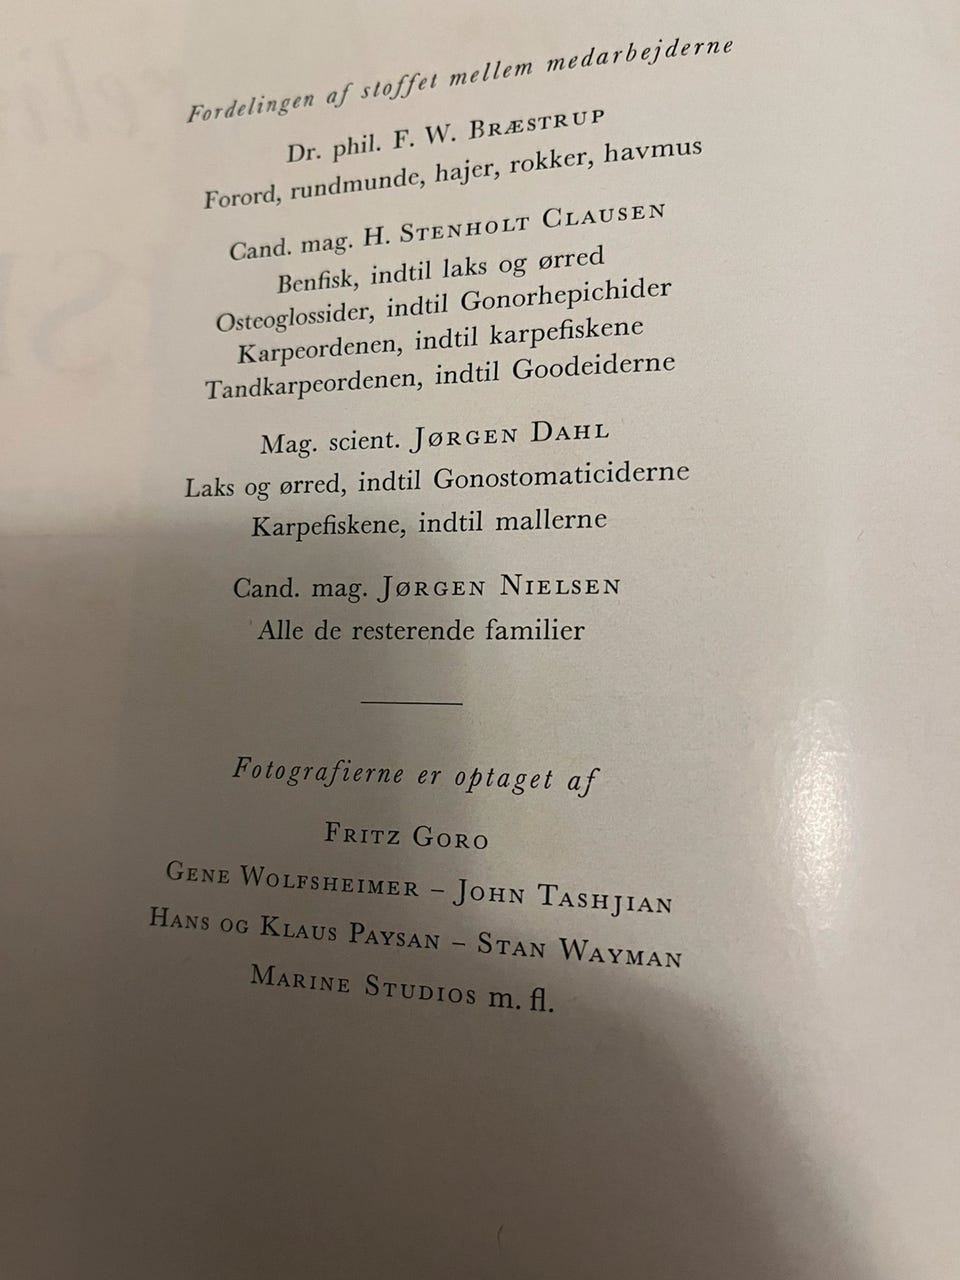 Fordelingen af stoffet mellem medarbejderne
Dr. phil. F. W. BRÆSTRUP
Forord, rundmunde, hajer, rokker, havmus
Cand. mag. H. STENHOLT CLAUSEN
Benfisk, indtil laks og ørred
Osteoglossider, indtil Gonorhepichider
Karpeordenen, indtil karpefiskene
Tandkarpeordenen, indtil Goodeiderne
Mag. scient. JØRGEN DAHL
Laks og ørred, indtil Gonostomaticiderne
Karpefiskene, indtil mallerne
Cand. mag. JØRGEN NIELSEN
Alle de resterende familier
Fotografierne er optaget af
FRITZ GORO
GENE WOLFSHEIMER – JOHN TASHJIAN
HANS OG KLAUS PAYSAN – STAN WAYMAN
MARINE STUDIOS m. fl.